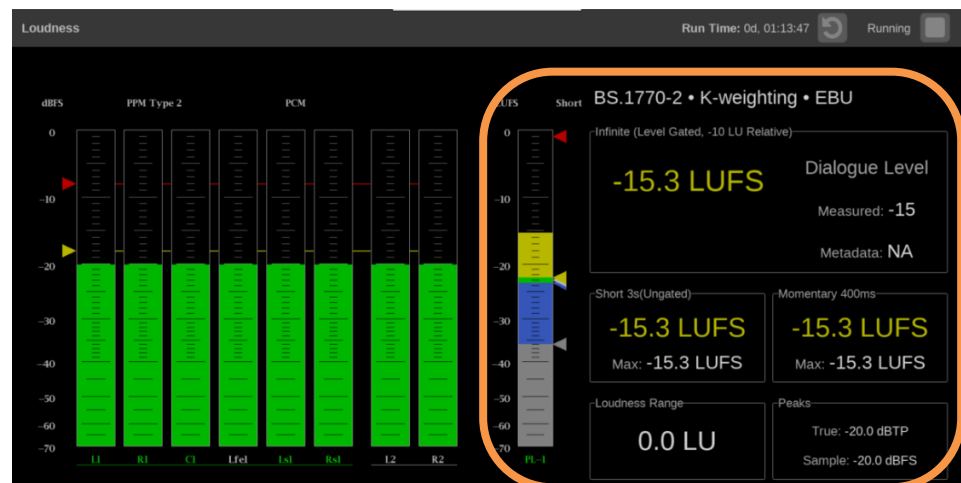 Loudness
Run Time: 0d, 01:13:47
Running
dBFS
PPM Type 2
PCM
0
-10
-20
-30
-40
-50
-60
-70
L1 R1 C1 Lfe1 Ls1 Rs1 L2 R2
LUFS
Short
0
-10
-20
-30
-40
-50
-60
-70
PL-1
BS.1770-2 • K-weighting • EBU
Infinite (Level Gated, -10 LU Relative)
-15.3 LUFS
Dialogue Level
Measured: -15
Metadata: NA
Short 3s(Ungated)
-15.3 LUFS
Max: -15.3 LUFS
Momentary 400ms
-15.3 LUFS
Max: -15.3 LUFS
Loudness Range
0.0 LU
Peaks
True: -20.0 dBTP
Sample: -20.0 dBFS